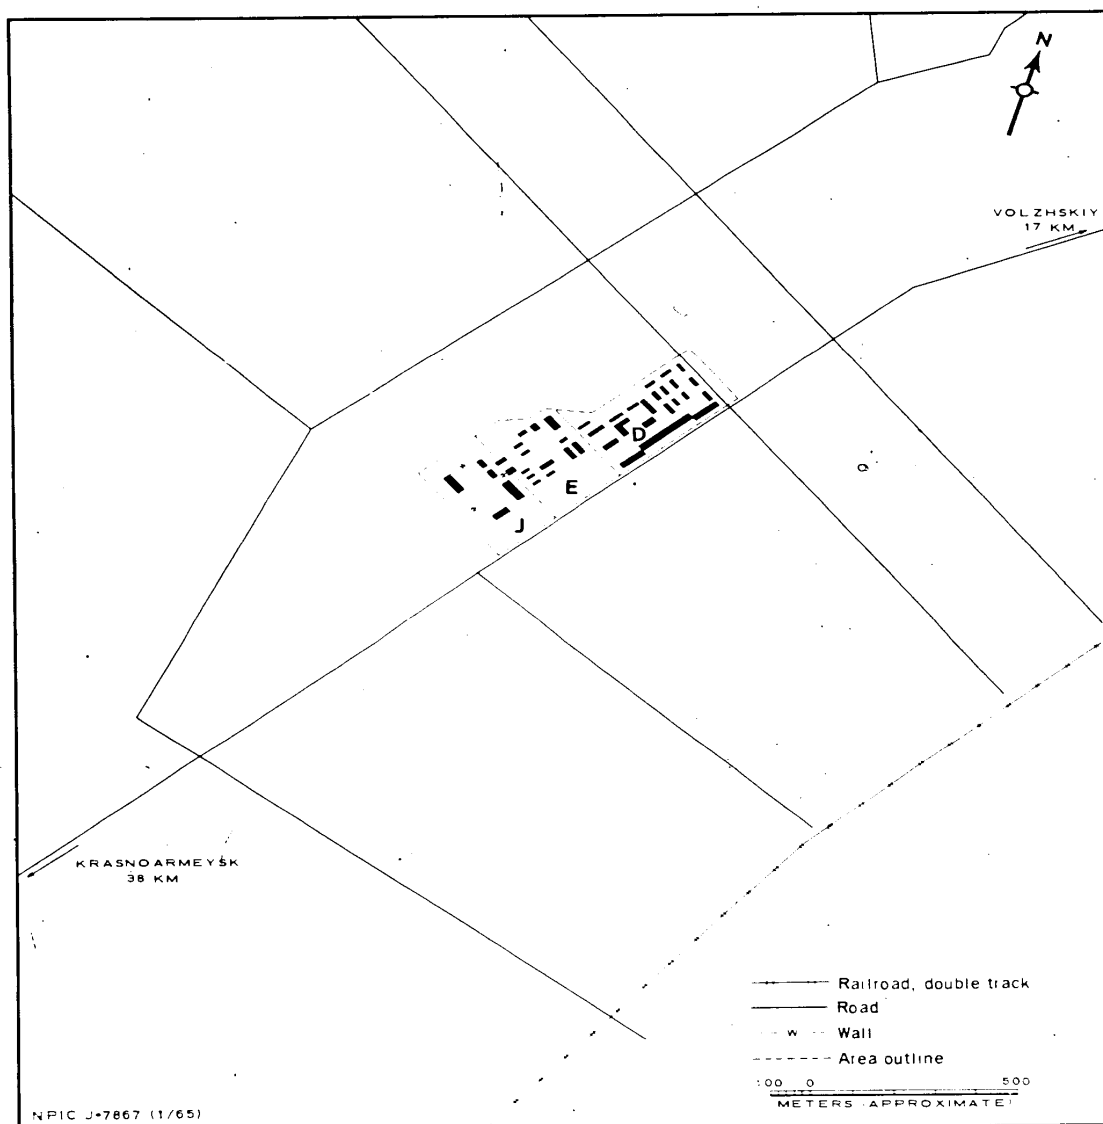 N
VOLZHSKIY
17 KM
D
E
J
KRASNOARMEYSK
38 KM
Railroad, double track
Road
W Wall
Area outline
100 0 500
METERS (APPROXIMATE)
NPIC J-7867 (1/65)